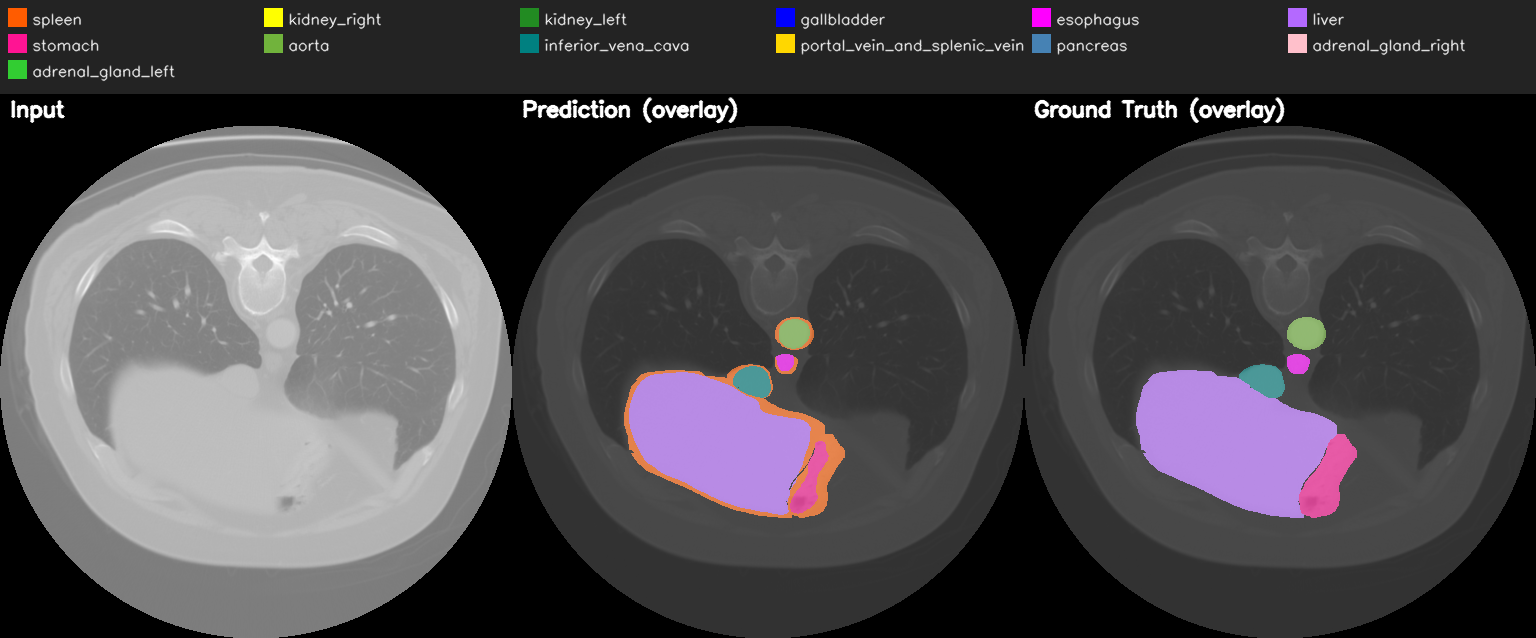 spleen kidney_right kidney_left gallbladder esophagus liver
stomach aorta inferior_vena_cava portal_vein_and_splenic_vein pancreas adrenal_gland_right
adrenal_gland_left
Input Prediction (overlay) Ground Truth (overlay)